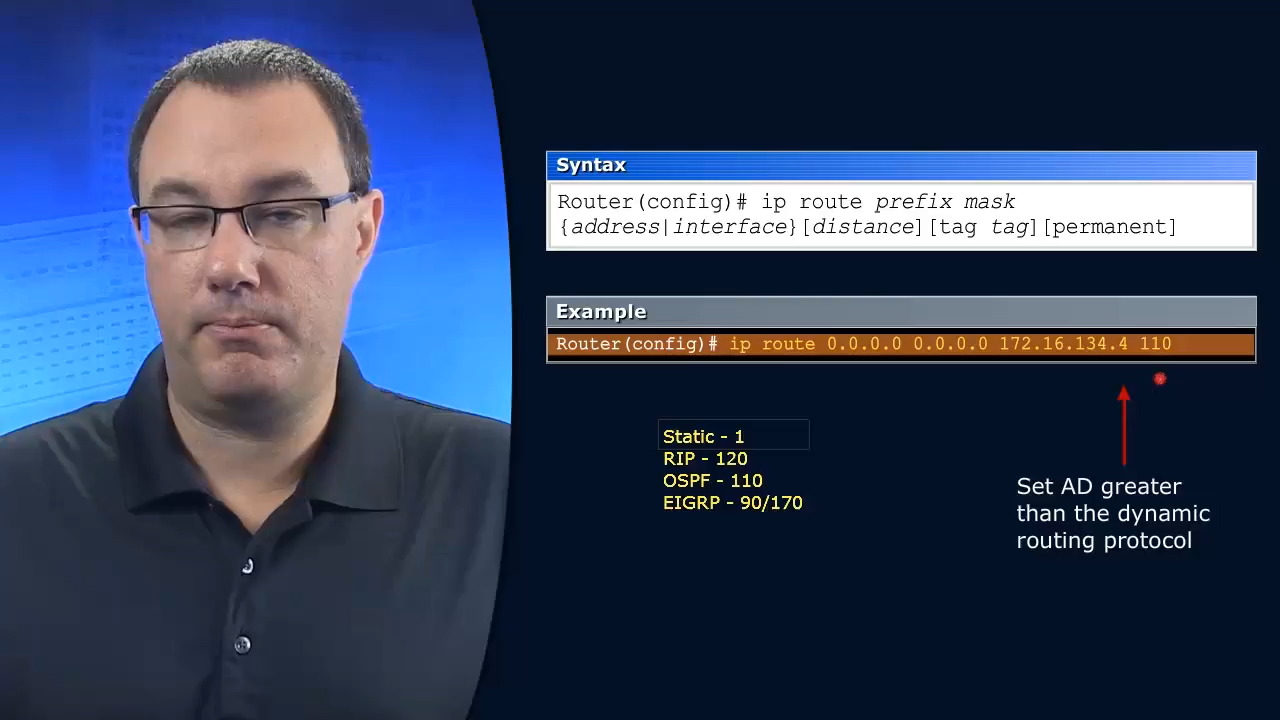 Syntax
Router(config)# ip route prefix mask
{address|interface}[distance][tag tag][permanent]
Example
Router(config)# ip route 0.0.0.0 0.0.0.0 172.16.134.4 110
Static - 1
RIP - 120
OSPF - 110
EIGRP - 90/170
Set AD greater
than the dynamic
routing protocol